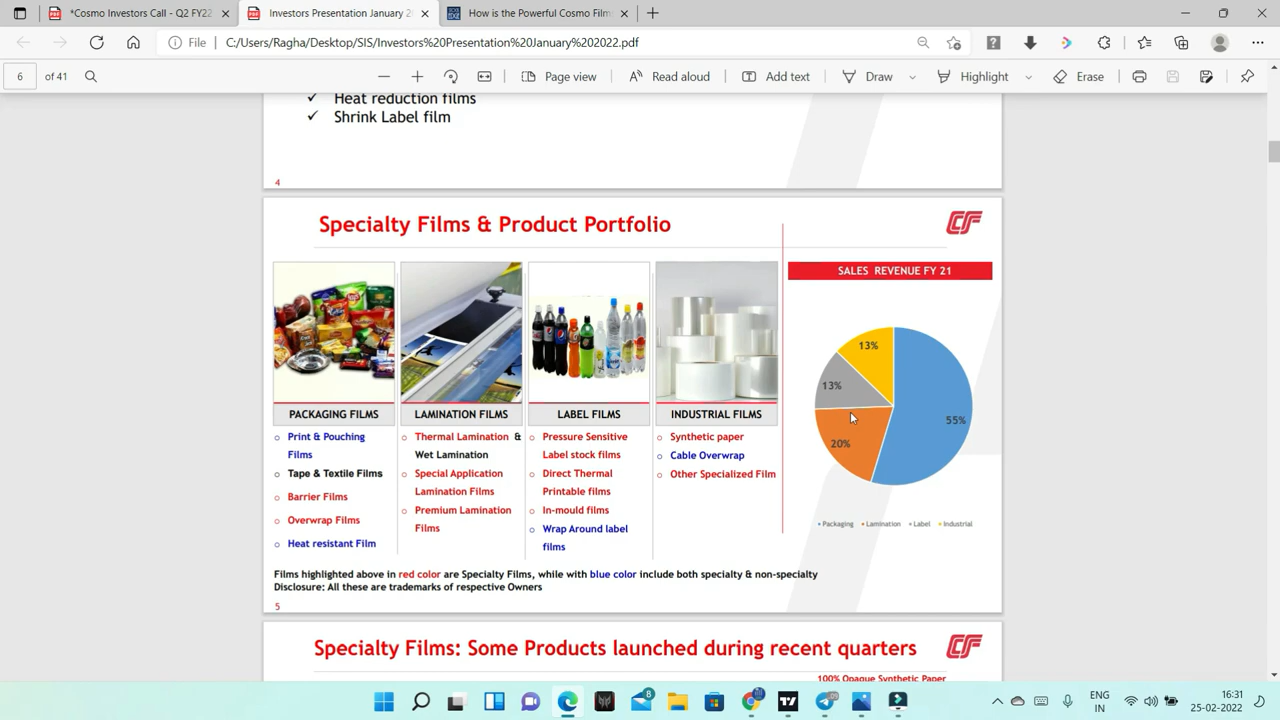 *Cosmo Investors Call - Q2 FY22
Investors Presentation January 2
How is the Powerful Cosmo Film
File
C:/Users/Ragha/Desktop/SIS/Investors%20Presentation%20January%202022.pdf
6 of 41
Page view
Read aloud
Add text
Draw
Highlight
Erase
Heat reduction films
Shrink Label film
4
Specialty Films & Product Portfolio
CF
SALES REVENUE FY 21
13%
13%
20%
55%
Packaging Lamination Label Industrial
PACKAGING FILMS
Print & Pouching
Films
Tape & Textile Films
Barrier Films
Overwrap Films
Heat resistant Film
LAMINATION FILMS
Thermal Lamination &
Wet Lamination
Special Application
Lamination Films
Premium Lamination
Films
LABEL FILMS
Pressure Sensitive
Label stock films
Direct Thermal
Printable films
In-mould films
Wrap Around label
films
INDUSTRIAL FILMS
Synthetic paper
Cable Overwrap
Other Specialized Film
Films highlighted above in red color are Specialty Films, while with blue color include both specialty & non-specialty
Disclosure: All these are trademarks of respective Owners
5
Specialty Films: Some Products launched during recent quarters
CF
100% Opaque Synthetic Paper
8
ENG
IN
16:31
25-02-2022